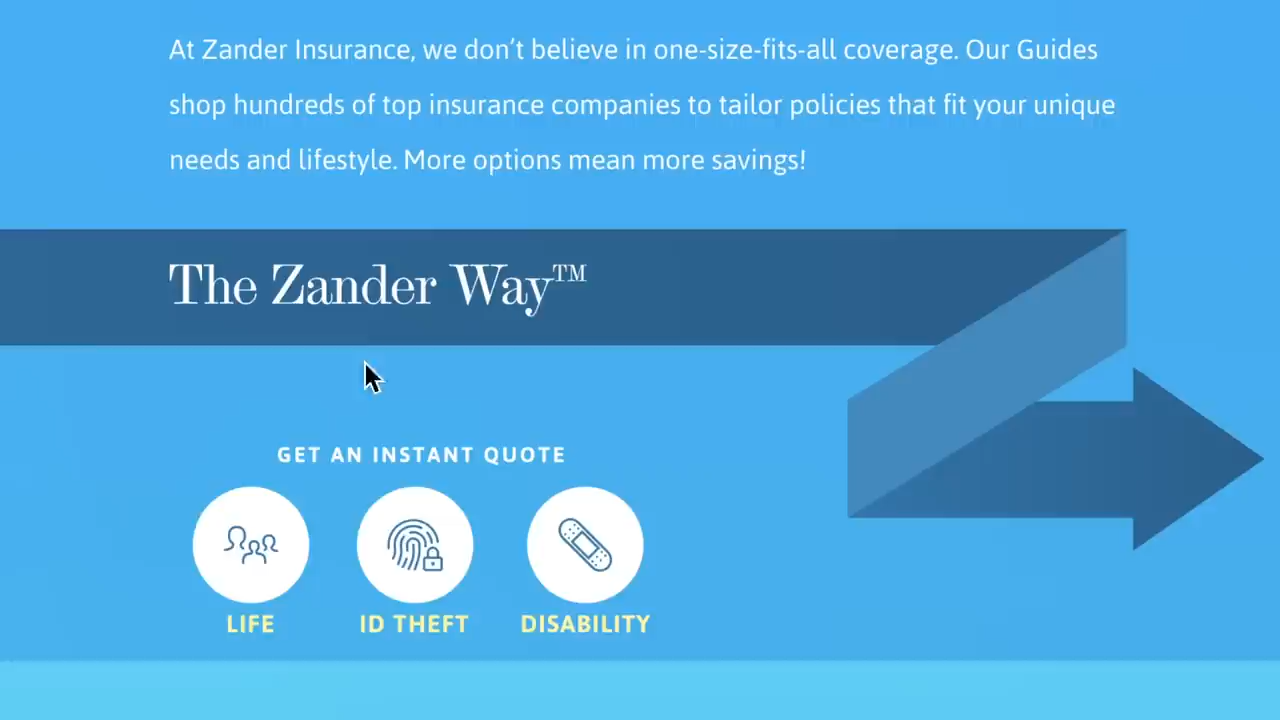 At Zander Insurance, we don’t believe in one-size-fits-all coverage. Our Guides
shop hundreds of top insurance companies to tailor policies that fit your unique
needs and lifestyle. More options mean more savings!
The Zander Way™
GET AN INSTANT QUOTE
LIFE ID THEFT DISABILITY